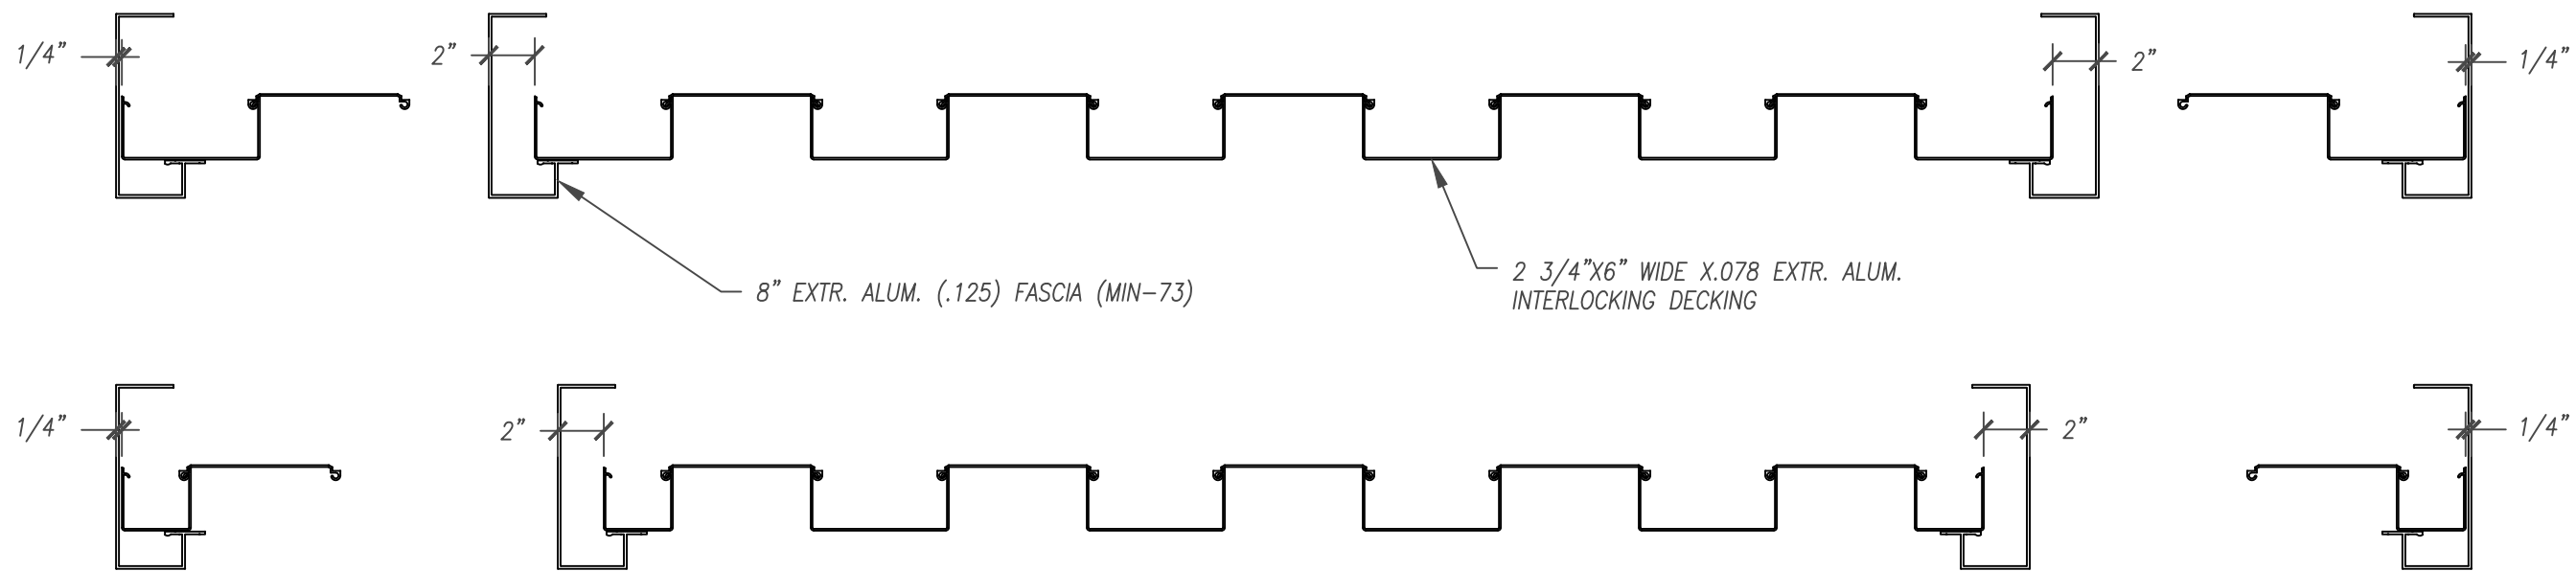 1/4"
2"
2"
1/4"
8" EXTR. ALUM. (.125) FASCIA (MIN-73)
2 3/4"X6" WIDE X.078 EXTR. ALUM.
INTERLOCKING DECKING
1/4"
2"
2"
1/4"